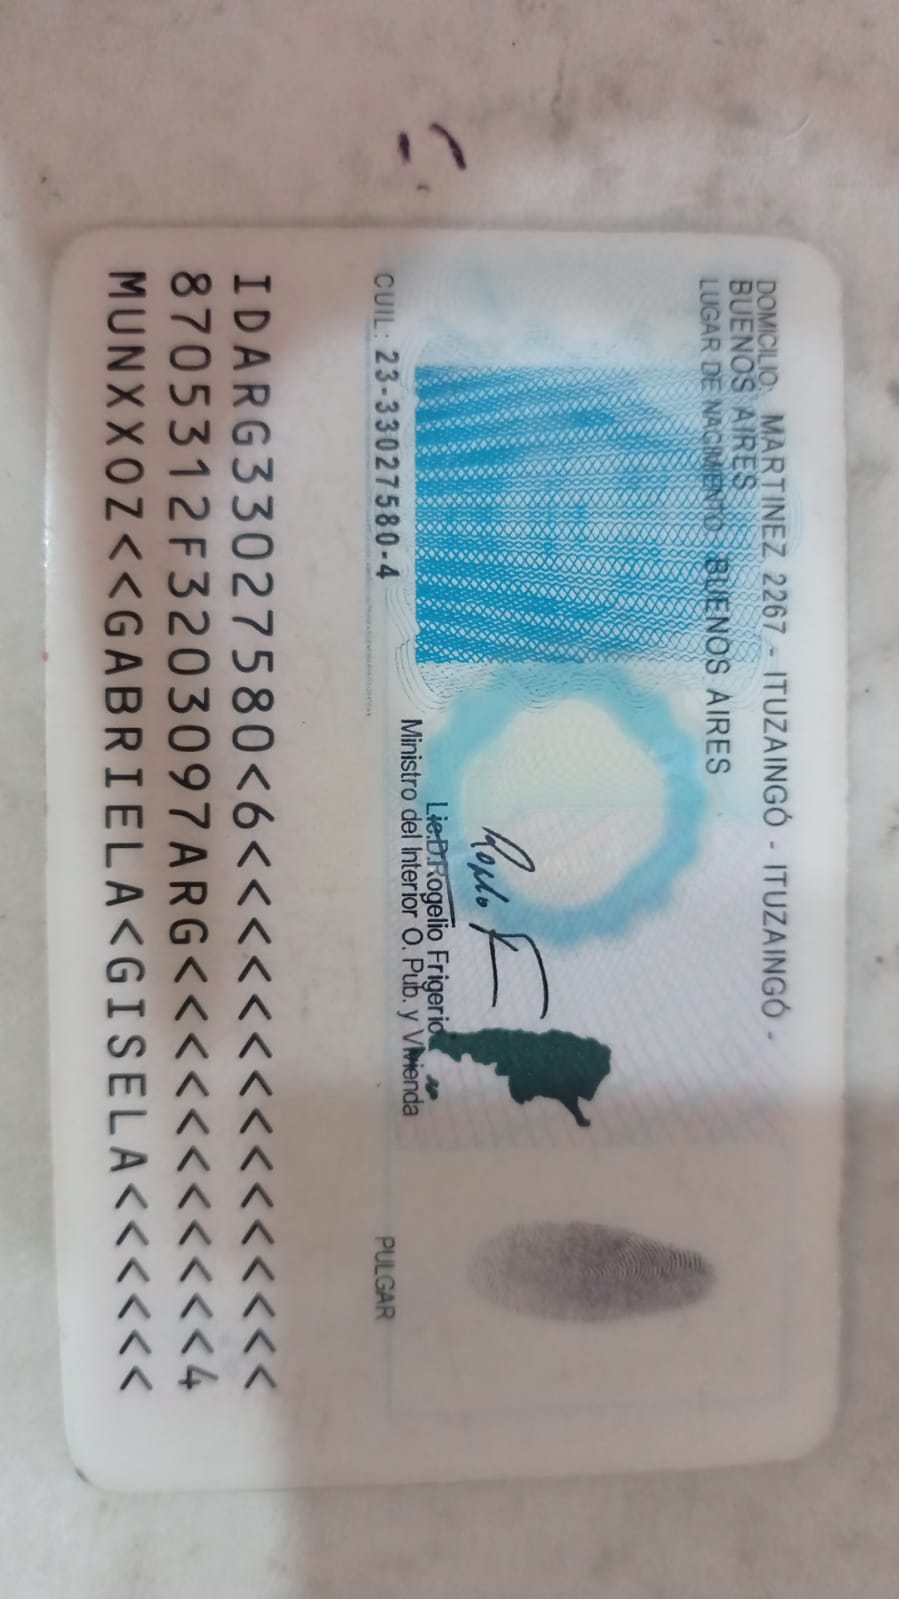 DOMICILIO: MARTINEZ 2267 - ITUZAINGÓ - ITUZAINGÓ -
BUENOS AIRES
LUGAR DE NACIMIENTO: BUENOS AIRES
Lic.D.Rogelio Frigerio
Ministro del Interior O. Pub. y Vivienda
CUIL: 23-33027580-4
PULGAR
IDARG33027580<6<<<<<<<<<<<<<<<
8705312F3203097ARG<<<<<<<<<<<4
MUNXXOZ<<GABRIELA<GISELA<<<<<<